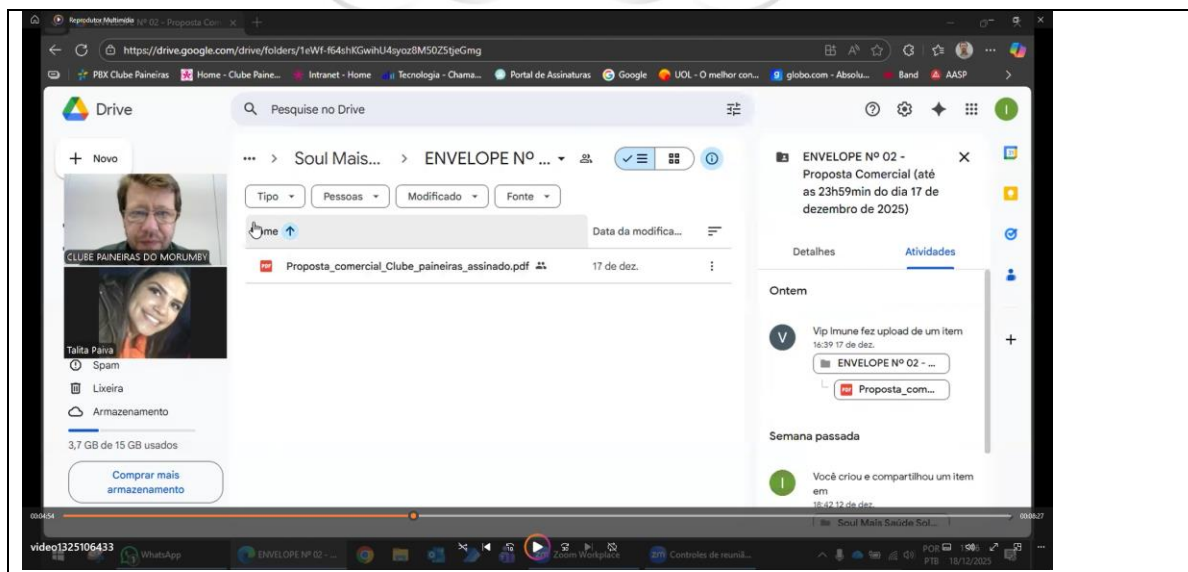 Reprodutor Multimídia
Nº 02 - Proposta Com
https://drive.google.com/drive/folders/1eWf-f64shKGwihU4syoz8M50Z5tjeGmg
PBX Clube Paineiras
Home - Clube Paine...
Intranet - Home
Tecnologia - Chama...
Portal de Assinaturas
Google
UOL - O melhor con...
globo.com - Absolu...
Band
AASP
Drive
Pesquise no Drive
Novo
Soul Mais... > ENVELOPE Nº ...
Tipo
Pessoas
Modificado
Fonte
ome
Data da modifica...
Proposta_comercial_Clube_paineiras_assinado.pdf
17 de dez.
CLUBE PAINEIRAS DO MORUMBY
Talita Paiva
Spam
Lixeira
Armazenamento
3,7 GB de 15 GB usados
Comprar mais
armazenamento
ENVELOPE Nº 02 -
Proposta Comercial (até
as 23h59min do dia 17 de
dezembro de 2025)
Detalhes
Atividades
Ontem
V
Vip Imune fez upload de um item
16:39 17 de dez.
ENVELOPE Nº 02 - ...
PDF
Proposta_com...
Semana passada
I
Você criou e compartilhou um item
em
18:42 12 de dez.
Soul Mais Saúde Sol...
00:04:54
00:08:27
video1325106433
WhatsApp
ENVELOPE Nº 02 - ...
Zoom Workplace
Controles de reuniã...
POR
PTB
18/12/2025